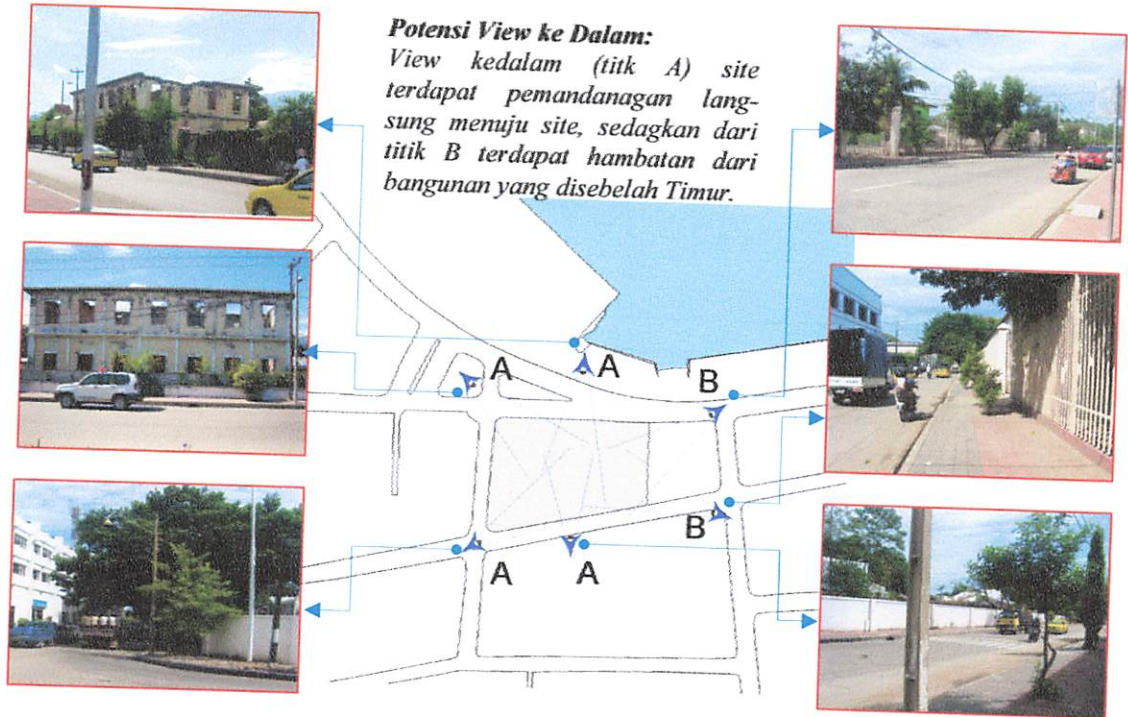 Potensi View ke Dalam:
View kedalam (titk A) site
terdapat pemandanagan lang-
sung menuju site, sedagkan dari
titik B terdapat hambatan dari
bangunan yang disebelah Timur.
A
A
B
B
A
A